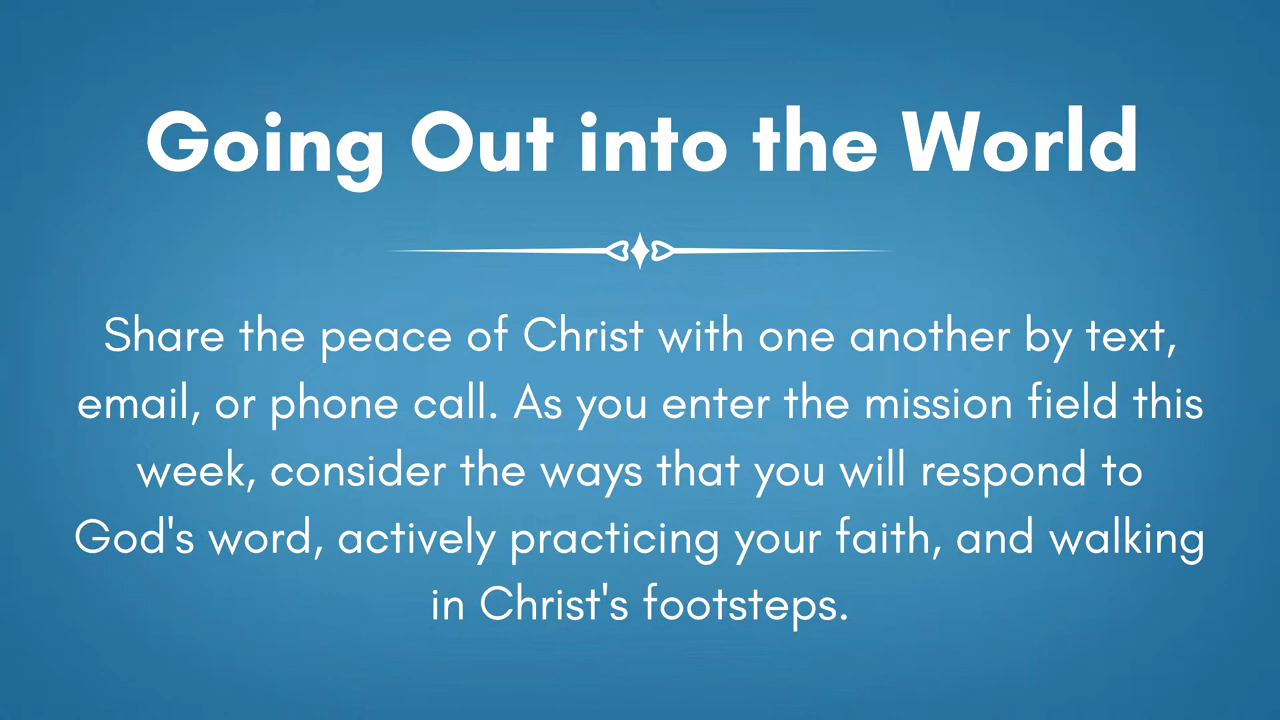 Going Out into the World
Share the peace of Christ with one another by text,
email, or phone call. As you enter the mission field this
week, consider the ways that you will respond to
God's word, actively practicing your faith, and walking
in Christ's footsteps.